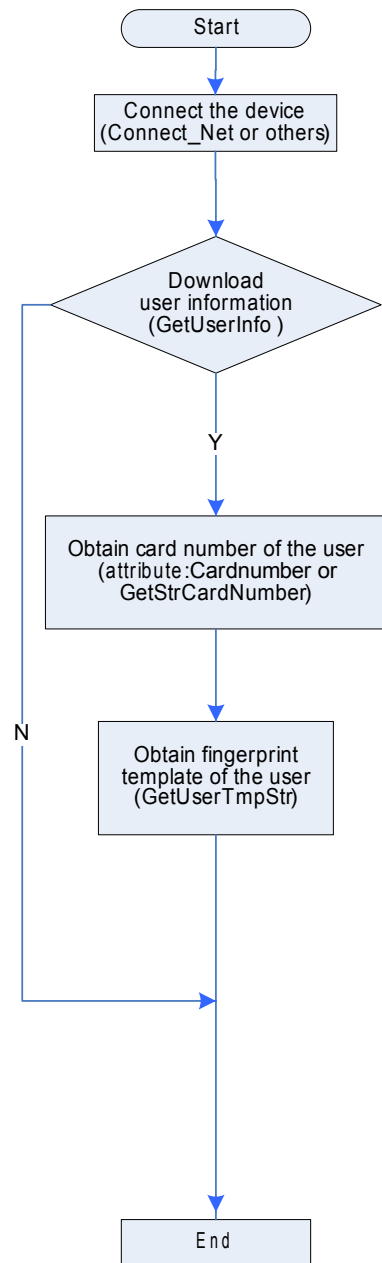 Start
Connect the device
(Connect_Net or others)
Download
user information
(GetUserInfo )
Y
Obtain card number of the user
(attribute:Cardnumber or
GetStrCardNumber)
N
Obtain fingerprint
template of the user
(GetUserTmpStr)
End